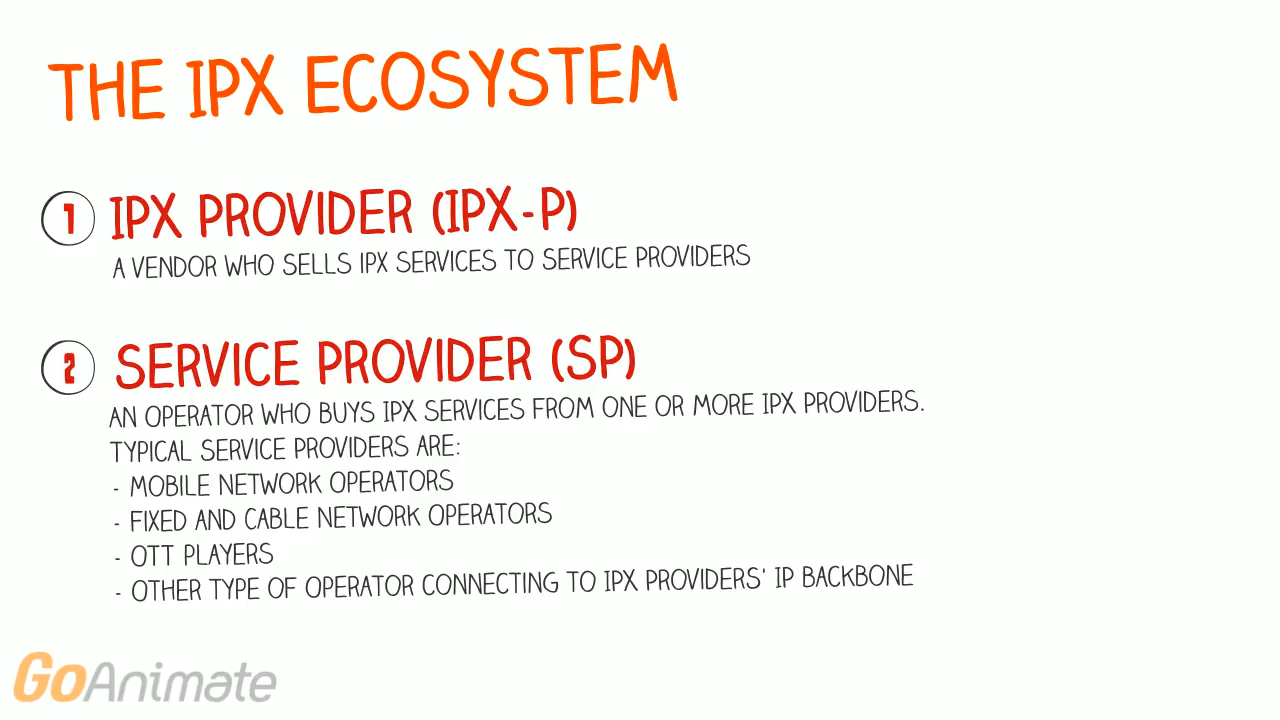 THE IPX ECOSYSTEM
1 IPX PROVIDER (IPX-P)
A VENDOR WHO SELLS IPX SERVICES TO SERVICE PROVIDERS
2 SERVICE PROVIDER (SP)
AN OPERATOR WHO BUYS IPX SERVICES FROM ONE OR MORE IPX PROVIDERS.
TYPICAL SERVICE PROVIDERS ARE:
- MOBILE NETWORK OPERATORS
- FIXED AND CABLE NETWORK OPERATORS
- OTT PLAYERS
- OTHER TYPE OF OPERATOR CONNECTING TO IPX PROVIDERS' IP BACKBONE
GoAnimate